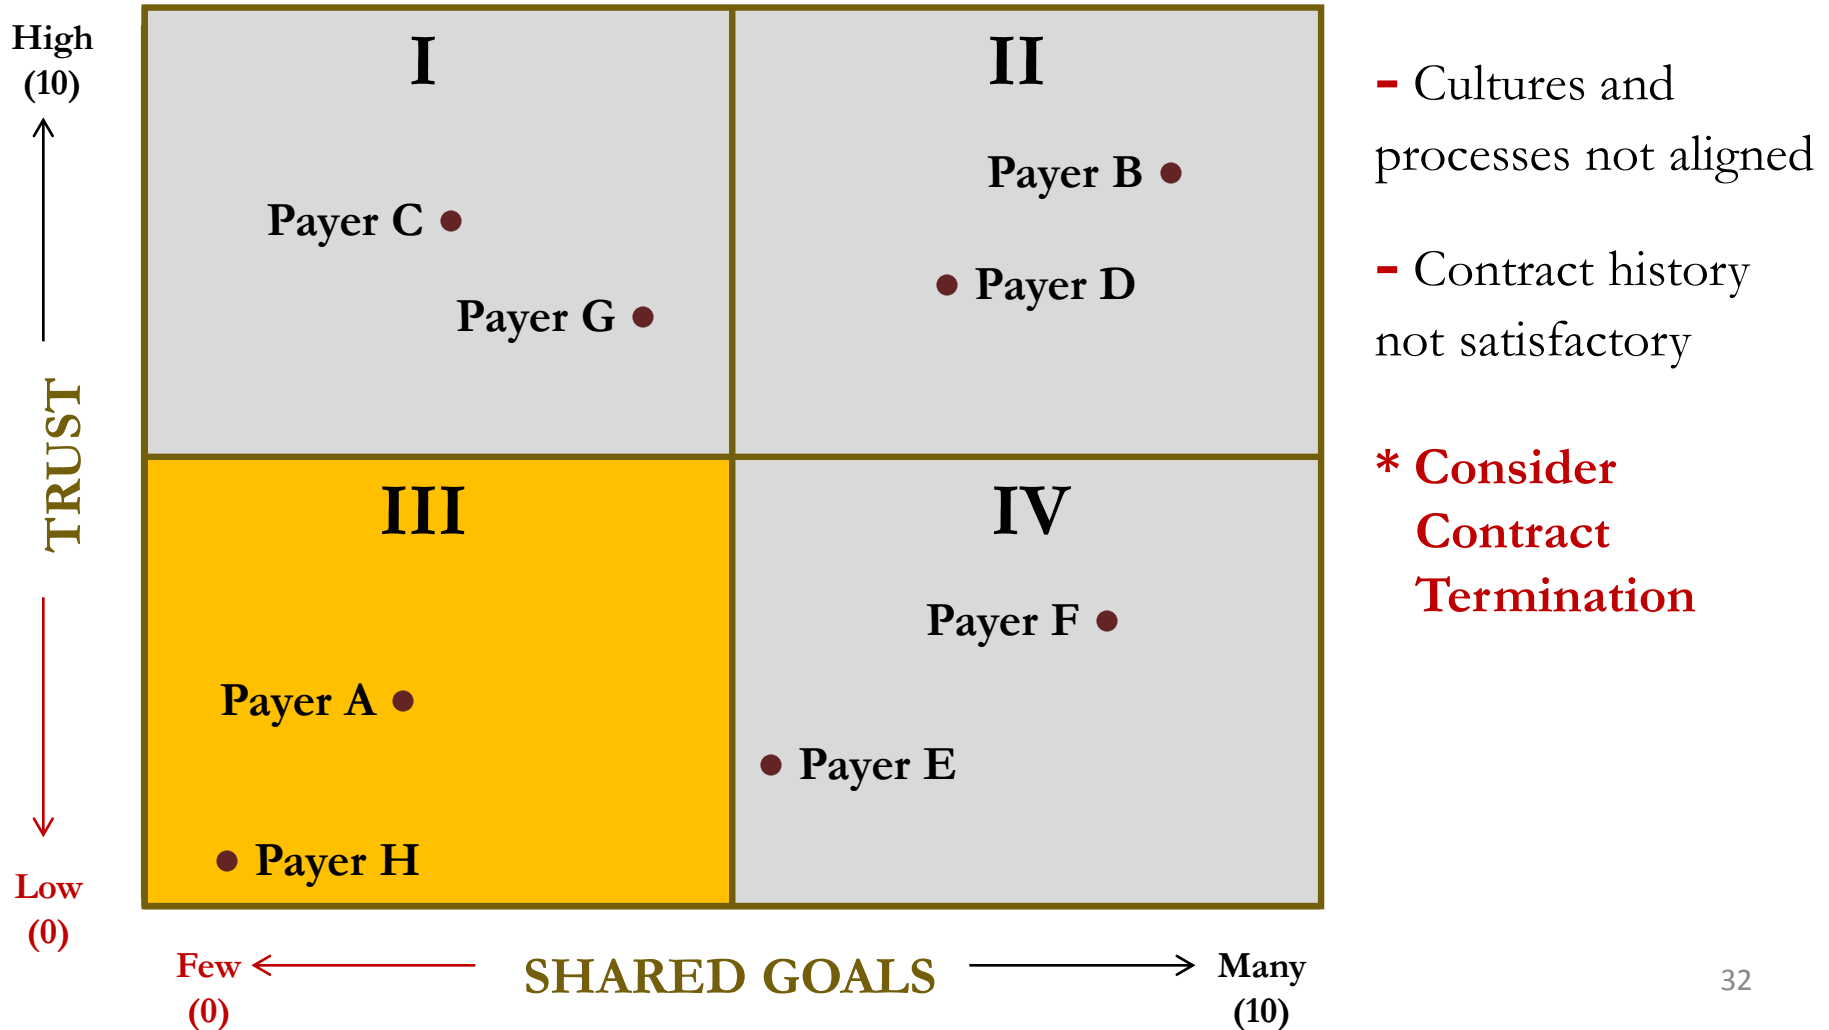 High
(10)
TRUST
Low
(0)
I
II
Payer B
Payer C
Payer D
Payer G
III
IV
Payer F
Payer A
Payer E
Payer H
Few
(0)
SHARED GOALS
Many
(10)
- Cultures and
processes not aligned
- Contract history
not satisfactory
* Consider
Contract
Termination
32